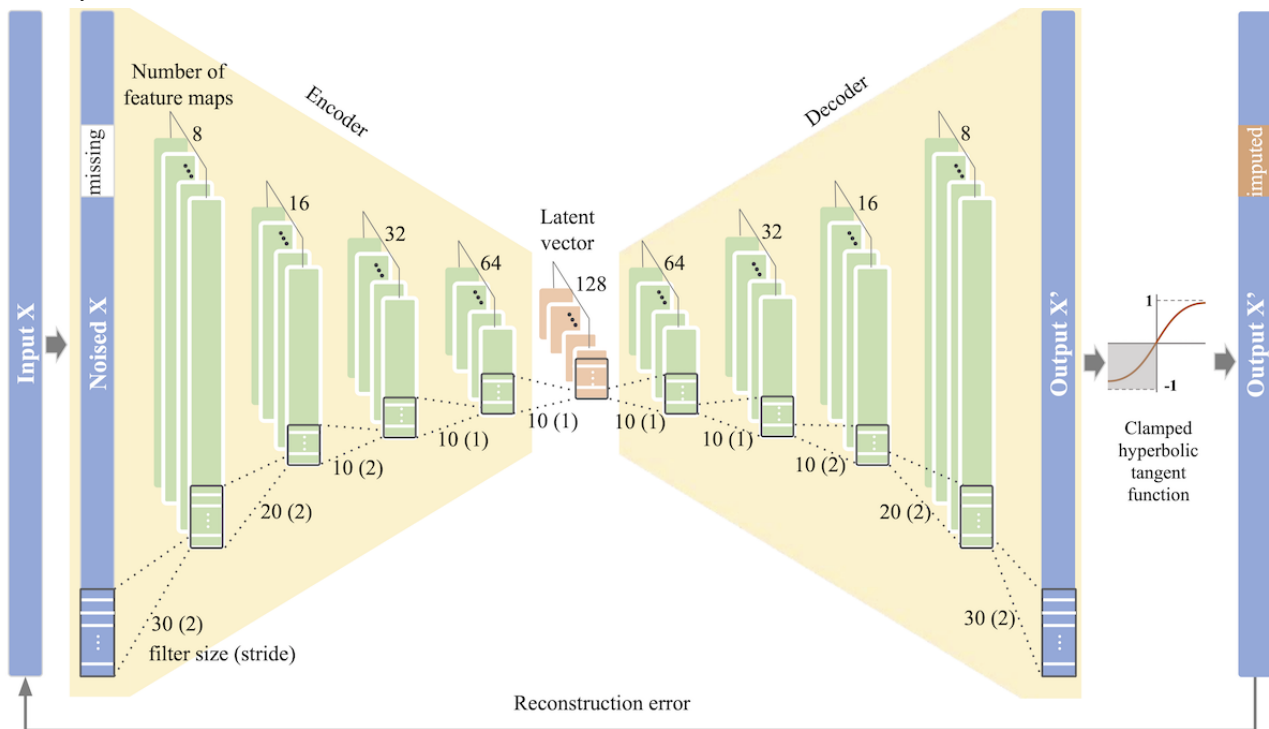 Input X
Noised X
missing
Number of
feature maps
Encoder
8
16
32
64
Latent
vector
128
Decoder
64
32
16
8
30 (2)
filter size (stride)
20 (2)
10 (2)
10 (1)
10 (1)
10 (1)
10 (1)
10 (2)
20 (2)
30 (2)
Output X’
1
-1
Clamped
hyperbolic
tangent
function
imputed
Output X’
Reconstruction error